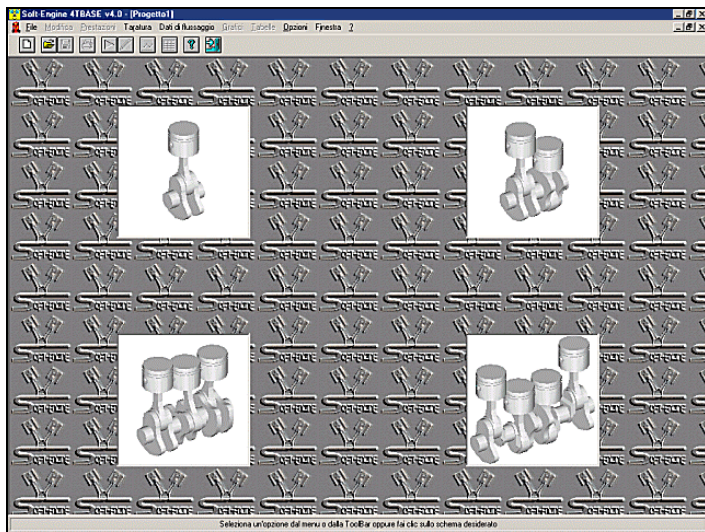 Soft-Engine 4TBASE v4.0 - [Progetto1]
File Modifica Prestazioni Taratura Dati di flussaggio Grafici Tabelle Opzioni Finestra ?
Seleziona un'opzione dal menu o dalla ToolBar oppure fai clic sullo schema desiderato